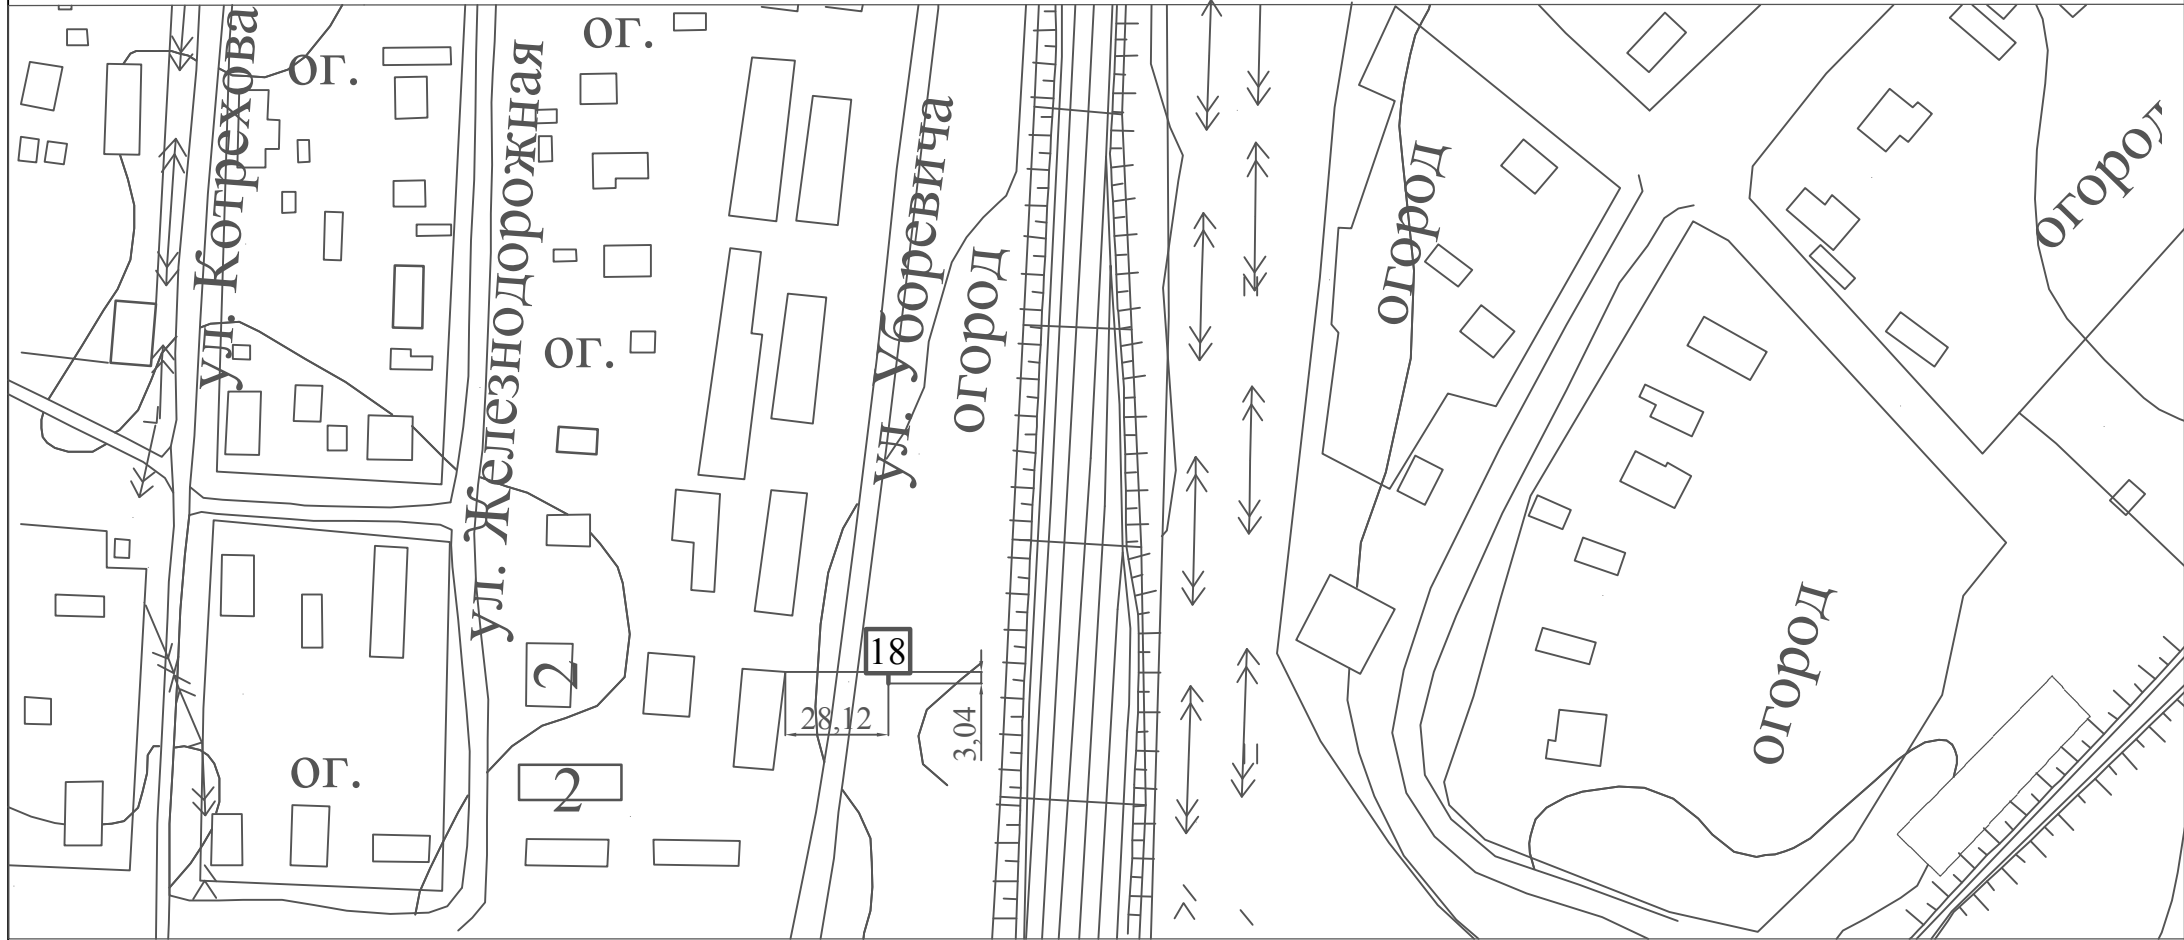 ул. Котрехова
ог.
ул. Железнодорожная
ог.
ог.
ул. Уборевича
огород
огород
огород
18
2
28,12
3,04
огород
ог.
2